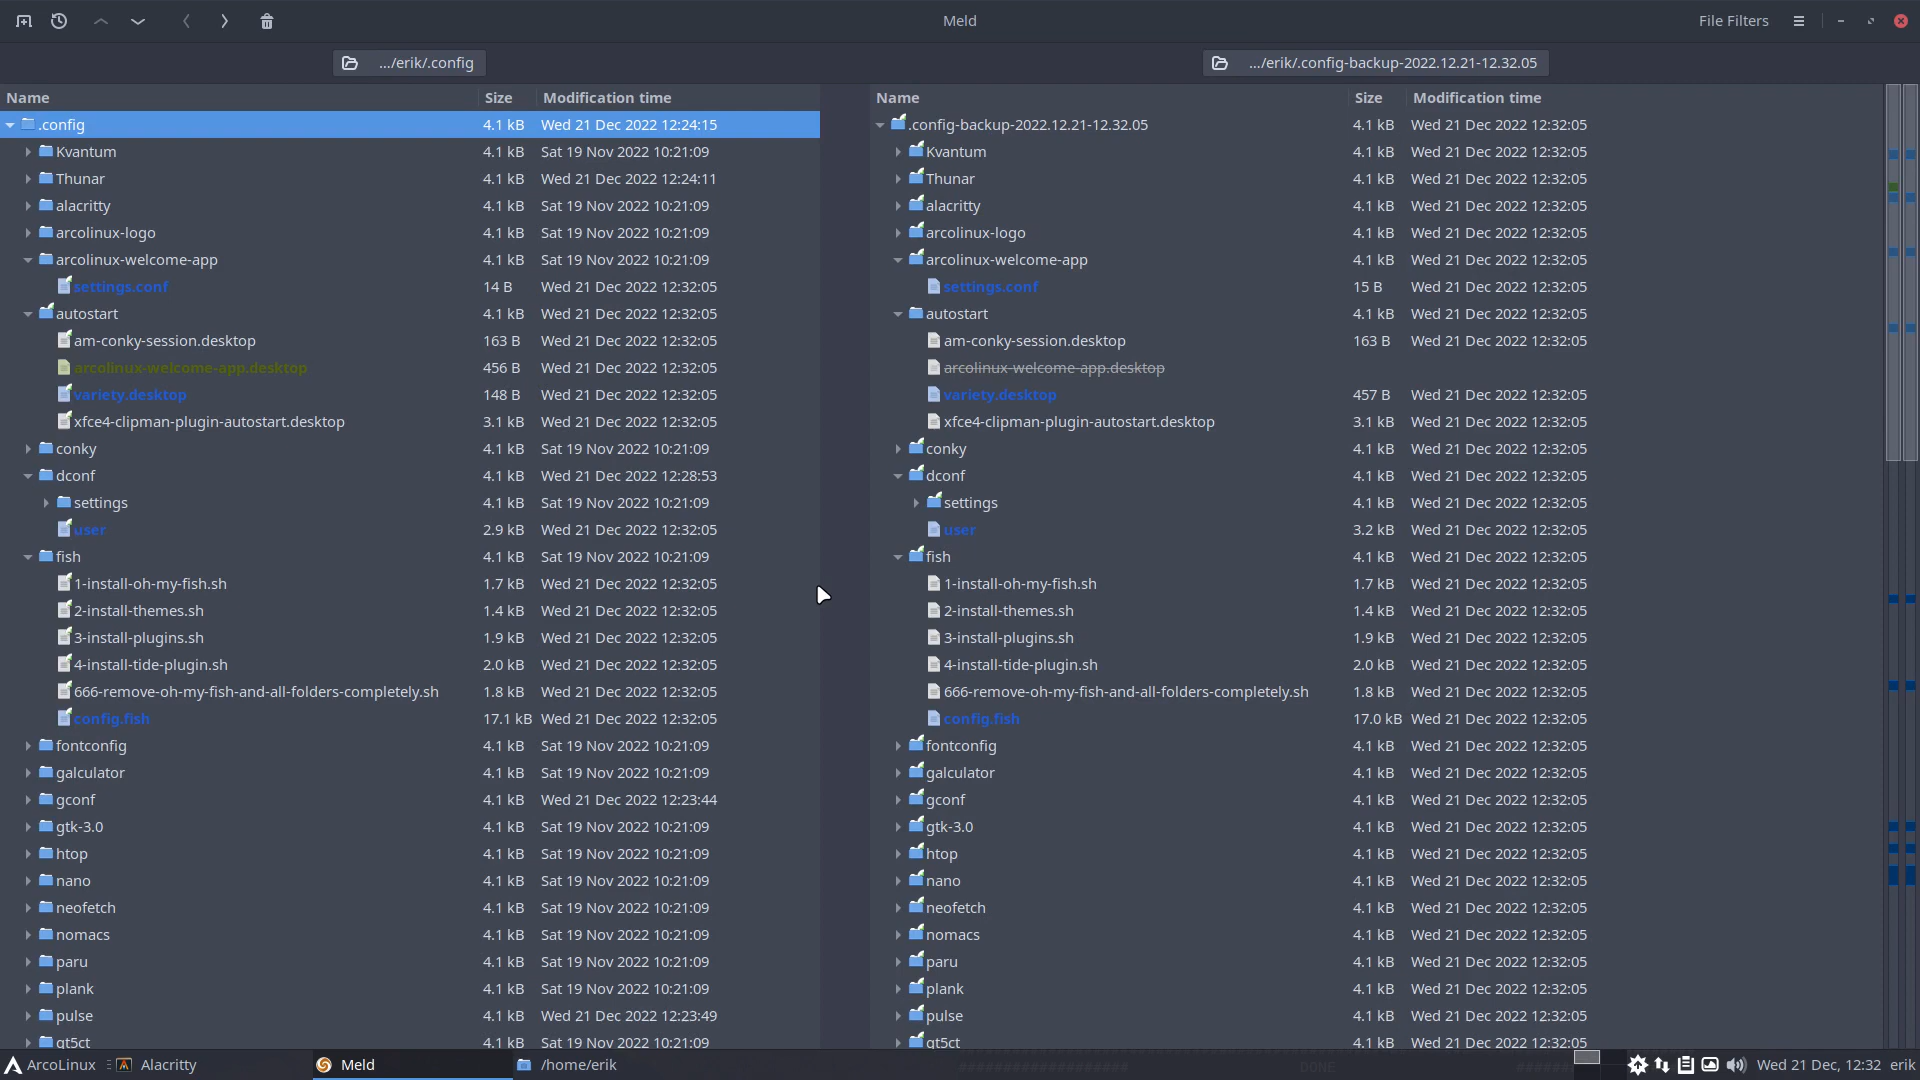 Meld
File Filters
.../erik/.config
.../erik/.config-backup-2022.12.21-12.32.05
Name Size Modification time
.config 4.1 kB Wed 21 Dec 2022 12:24:15
Kvantum 4.1 kB Sat 19 Nov 2022 10:21:09
Thunar 4.1 kB Wed 21 Dec 2022 12:24:11
alacritty 4.1 kB Sat 19 Nov 2022 10:21:09
arcolinux-logo 4.1 kB Sat 19 Nov 2022 10:21:09
arcolinux-welcome-app 4.1 kB Sat 19 Nov 2022 10:21:09
settings.conf 14 B Wed 21 Dec 2022 12:32:05
autostart 4.1 kB Wed 21 Dec 2022 12:32:05
am-conky-session.desktop 163 B Wed 21 Dec 2022 12:32:05
arcolinux-welcome-app.desktop 456 B Wed 21 Dec 2022 12:32:05
variety.desktop 148 B Wed 21 Dec 2022 12:32:05
xfce4-clipman-plugin-autostart.desktop 3.1 kB Wed 21 Dec 2022 12:32:05
conky 4.1 kB Sat 19 Nov 2022 10:21:09
dconf 4.1 kB Wed 21 Dec 2022 12:28:53
settings 4.1 kB Sat 19 Nov 2022 10:21:09
user 2.9 kB Wed 21 Dec 2022 12:32:05
fish 4.1 kB Sat 19 Nov 2022 10:21:09
1-install-oh-my-fish.sh 1.7 kB Wed 21 Dec 2022 12:32:05
2-install-themes.sh 1.4 kB Wed 21 Dec 2022 12:32:05
3-install-plugins.sh 1.9 kB Wed 21 Dec 2022 12:32:05
4-install-tide-plugin.sh 2.0 kB Wed 21 Dec 2022 12:32:05
666-remove-oh-my-fish-and-all-folders-completely.sh 1.8 kB Wed 21 Dec 2022 12:32:05
config.fish 17.1 kB Wed 21 Dec 2022 12:32:05
fontconfig 4.1 kB Sat 19 Nov 2022 10:21:09
galculator 4.1 kB Sat 19 Nov 2022 10:21:09
gconf 4.1 kB Wed 21 Dec 2022 12:23:44
gtk-3.0 4.1 kB Sat 19 Nov 2022 10:21:09
htop 4.1 kB Sat 19 Nov 2022 10:21:09
nano 4.1 kB Sat 19 Nov 2022 10:21:09
neofetch 4.1 kB Sat 19 Nov 2022 10:21:09
nomacs 4.1 kB Sat 19 Nov 2022 10:21:09
paru 4.1 kB Sat 19 Nov 2022 10:21:09
plank 4.1 kB Sat 19 Nov 2022 10:21:09
pulse 4.1 kB Wed 21 Dec 2022 12:23:49
qt5ct 4.1 kB Sat 19 Nov 2022 10:21:09
Name Size Modification time
.config-backup-2022.12.21-12.32.05 4.1 kB Wed 21 Dec 2022 12:32:05
Kvantum 4.1 kB Wed 21 Dec 2022 12:32:05
Thunar 4.1 kB Wed 21 Dec 2022 12:32:05
alacritty 4.1 kB Wed 21 Dec 2022 12:32:05
arcolinux-logo 4.1 kB Wed 21 Dec 2022 12:32:05
arcolinux-welcome-app 4.1 kB Wed 21 Dec 2022 12:32:05
settings.conf 15 B Wed 21 Dec 2022 12:32:05
autostart 4.1 kB Wed 21 Dec 2022 12:32:05
am-conky-session.desktop 163 B Wed 21 Dec 2022 12:32:05
arcolinux-welcome-app.desktop
variety.desktop 457 B Wed 21 Dec 2022 12:32:05
xfce4-clipman-plugin-autostart.desktop 3.1 kB Wed 21 Dec 2022 12:32:05
conky 4.1 kB Wed 21 Dec 2022 12:32:05
dconf 4.1 kB Wed 21 Dec 2022 12:32:05
settings 4.1 kB Wed 21 Dec 2022 12:32:05
user 3.2 kB Wed 21 Dec 2022 12:32:05
fish 4.1 kB Wed 21 Dec 2022 12:32:05
1-install-oh-my-fish.sh 1.7 kB Wed 21 Dec 2022 12:32:05
2-install-themes.sh 1.4 kB Wed 21 Dec 2022 12:32:05
3-install-plugins.sh 1.9 kB Wed 21 Dec 2022 12:32:05
4-install-tide-plugin.sh 2.0 kB Wed 21 Dec 2022 12:32:05
666-remove-oh-my-fish-and-all-folders-completely.sh 1.8 kB Wed 21 Dec 2022 12:32:05
config.fish 17.0 kB Wed 21 Dec 2022 12:32:05
fontconfig 4.1 kB Wed 21 Dec 2022 12:32:05
galculator 4.1 kB Wed 21 Dec 2022 12:32:05
gconf 4.1 kB Wed 21 Dec 2022 12:32:05
gtk-3.0 4.1 kB Wed 21 Dec 2022 12:32:05
htop 4.1 kB Wed 21 Dec 2022 12:32:05
nano 4.1 kB Wed 21 Dec 2022 12:32:05
neofetch 4.1 kB Wed 21 Dec 2022 12:32:05
nomacs 4.1 kB Wed 21 Dec 2022 12:32:05
paru 4.1 kB Wed 21 Dec 2022 12:32:05
plank 4.1 kB Wed 21 Dec 2022 12:32:05
pulse 4.1 kB Wed 21 Dec 2022 12:32:05
qt5ct 4.1 kB Wed 21 Dec 2022 12:32:05
ArcoLinux Alacritty Meld /home/erik DONE Wed 21 Dec, 12:32 erik